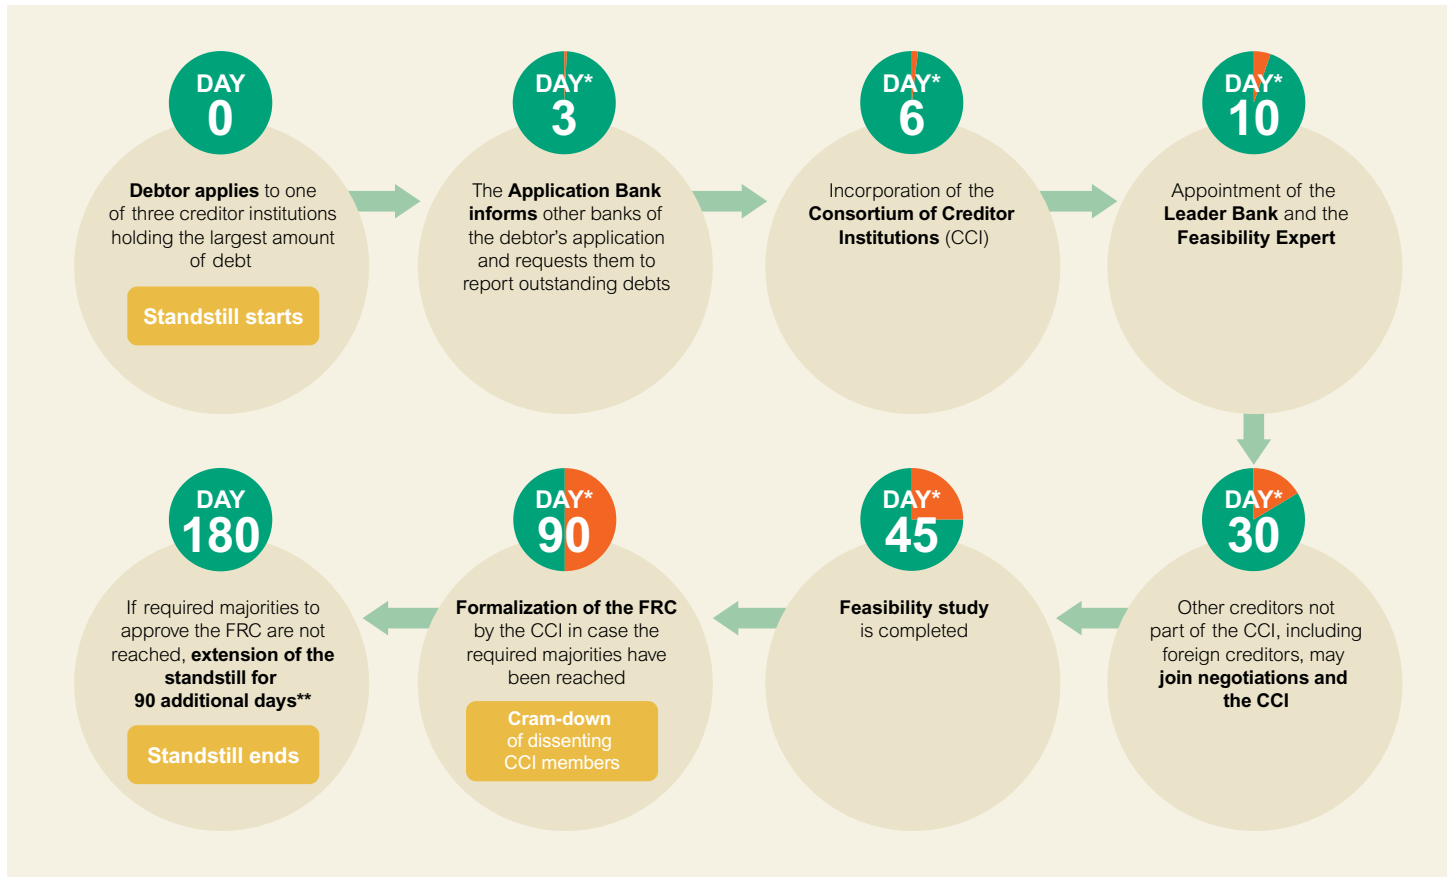 DAY
0
Debtor applies to one
of three creditor institutions
holding the largest amount
of debt
Standstill starts
DAY*
3
The Application Bank
informs other banks of
the debtor's application
and requests them to
report outstanding debts
DAY*
6
Incorporation of the
Consortium of Creditor
Institutions (CCI)
DAY*
10
Appointment of the
Leader Bank and the
Feasibility Expert
DAY*
30
Other creditors not
part of the CCI, including
foreign creditors, may
join negotiations and
the CCI
DAY*
45
Feasibility study
is completed
DAY*
90
Formalization of the FRC
by the CCI in case the
required majorities have
been reached
Cram-down
of dissenting
CCI members
DAY
180
If required majorities to
approve the FRC are not
reached, extension of the
standstill for
90 additional days**
Standstill ends